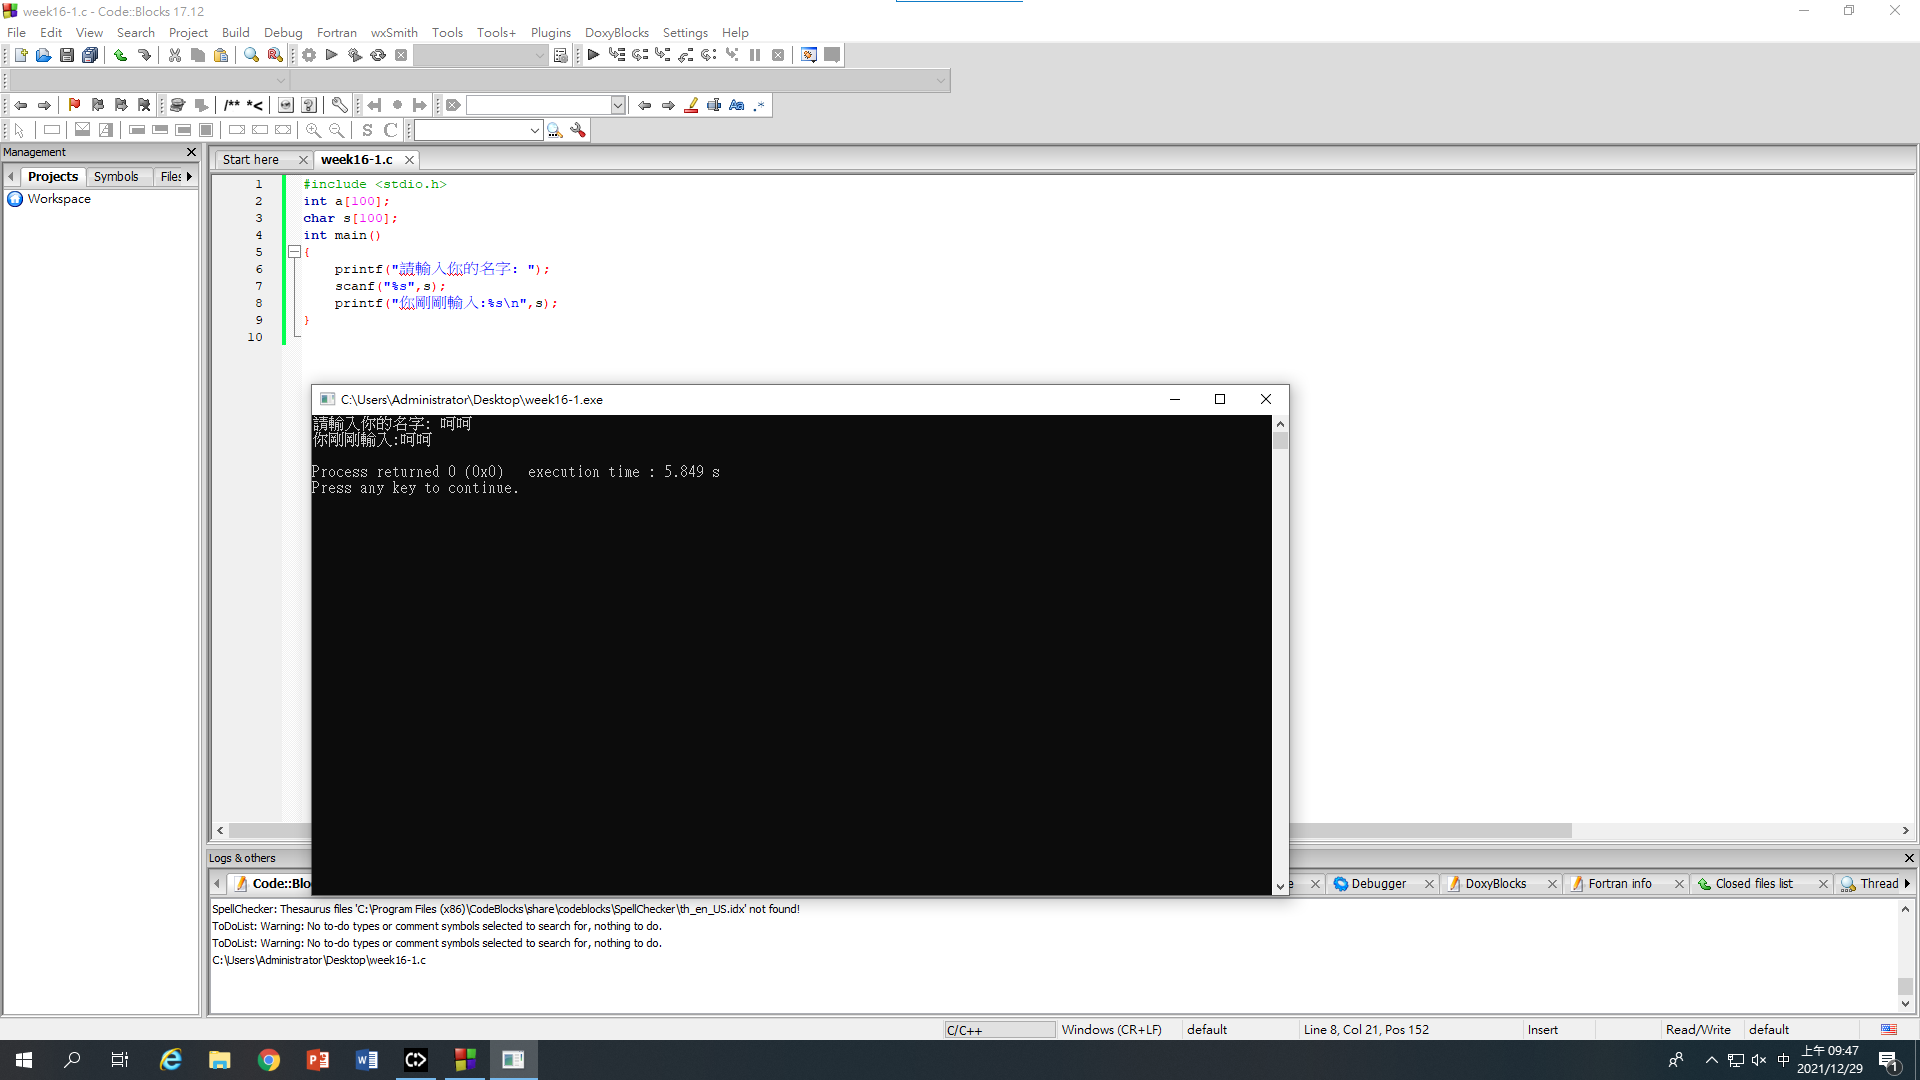 week16-1.c - Code::Blocks 17.12
File Edit View Search Project Build Debug Fortran wxSmith Tools Tools+ Plugins DoxyBlocks Settings Help
/** *<
S C
Management
Projects Symbols Files
Workspace
Start here week16-1.c
1 #include <stdio.h>
2 int a[100];
3 char s[100];
4 int main()
5 {
6 printf("請輸入你的名字: ");
7 scanf("%s",s);
8 printf("你剛剛輸入:%s\n",s);
9 }
10
C:\Users\Administrator\Desktop\week16-1.exe
請輸入你的名字: 呵呵
你剛剛輸入:呵呵
Process returned 0 (0x0)   execution time : 5.849 s
Press any key to continue.
Logs & others
Code::Blo e Debugger DoxyBlocks Fortran info Closed files list Thread
SpellChecker: Thesaurus files 'C:\Program Files (x86)\CodeBlocks\share\codeblocks\SpellChecker\th_en_US.idx' not found!
ToDoList: Warning: No to-do types or comment symbols selected to search for, nothing to do.
ToDoList: Warning: No to-do types or comment symbols selected to search for, nothing to do.
C:\Users\Administrator\Desktop\week16-1.c
C/C++ Windows (CR+LF) default Line 8, Col 21, Pos 152 Insert Read/Write default
中 上午 09:47
2021/12/29 1